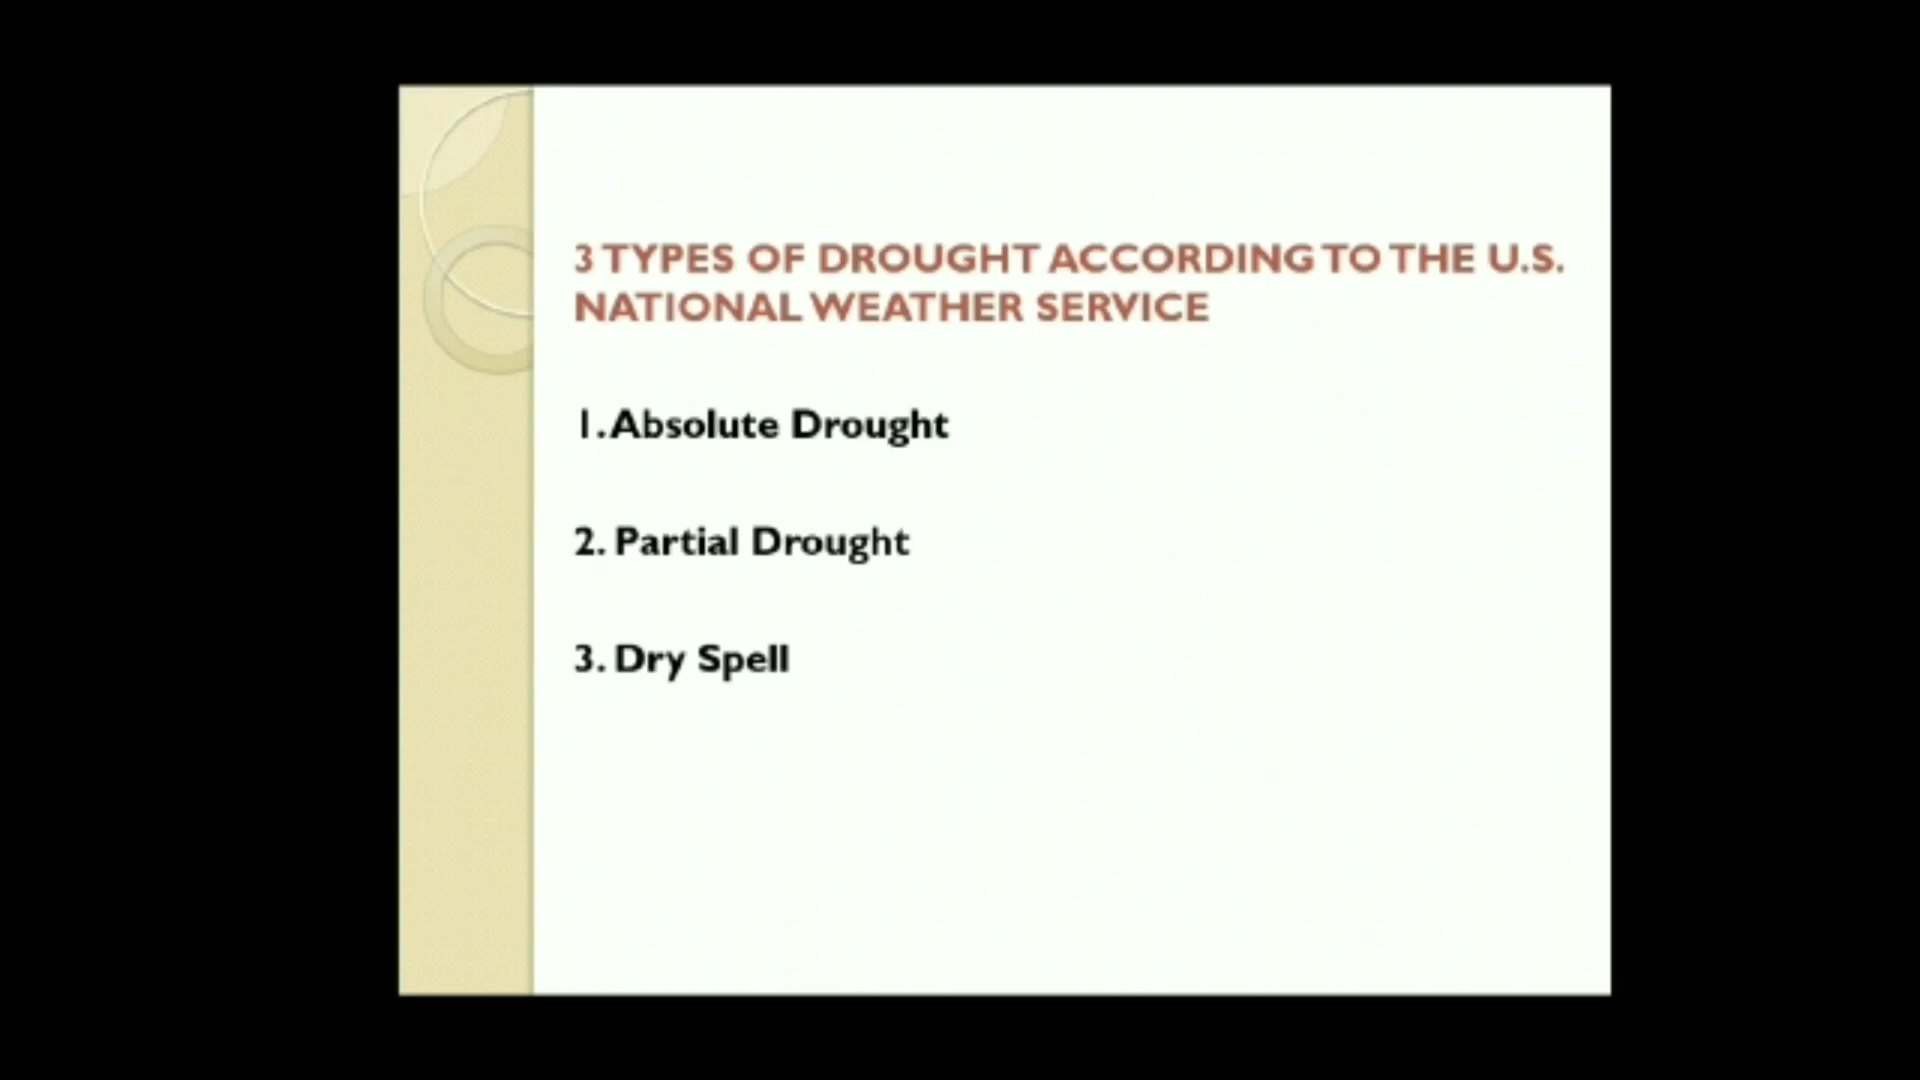 3 TYPES OF DROUGHT ACCORDING TO THE U.S.
NATIONAL WEATHER SERVICE
1. Absolute Drought
2. Partial Drought
3. Dry Spell